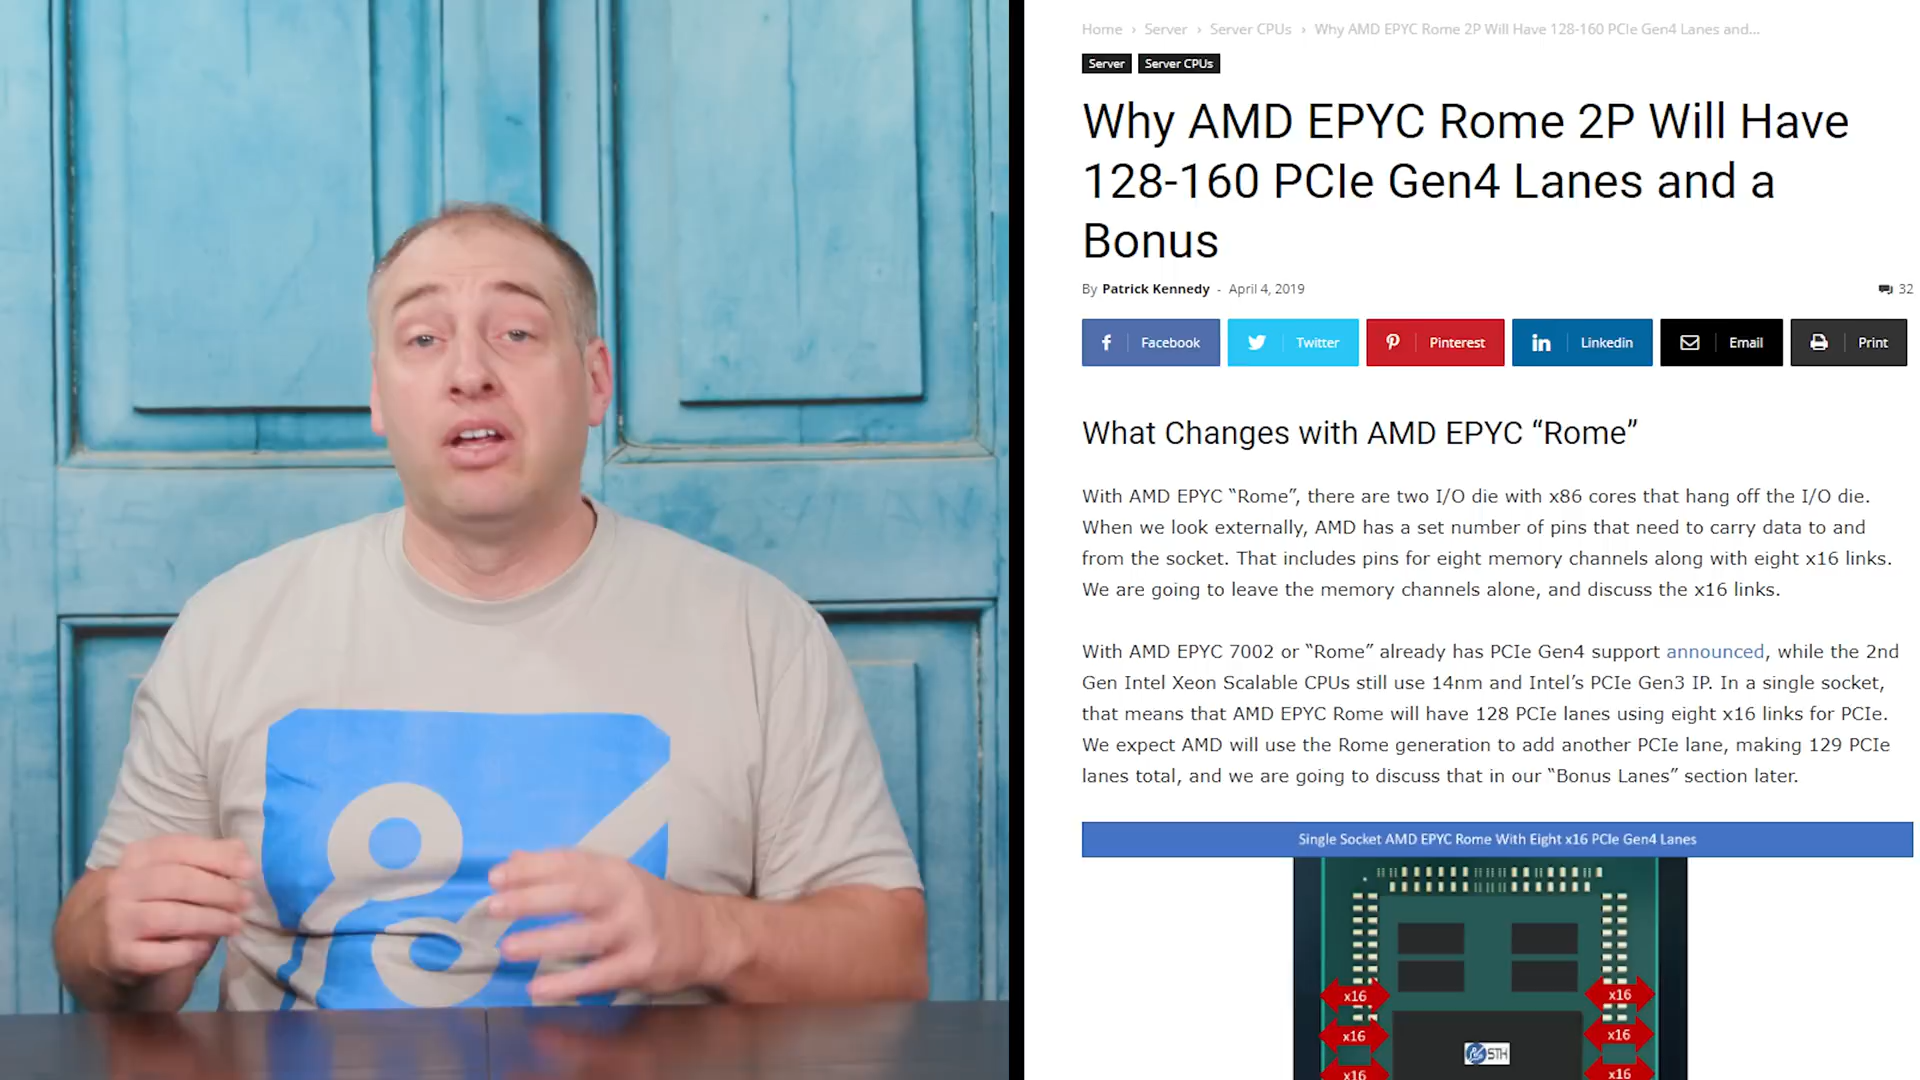 Home › Server › Server CPUs › Why AMD EPYC Rome 2P Will Have 128-160 PCIe Gen4 Lanes and...
Server Server CPUs
Why AMD EPYC Rome 2P Will Have
128-160 PCIe Gen4 Lanes and a
Bonus
By Patrick Kennedy - April 4, 2019 32
Facebook Twitter Pinterest Linkedin Email Print
What Changes with AMD EPYC “Rome”
With AMD EPYC “Rome”, there are two I/O die with x86 cores that hang off the I/O die.
When we look externally, AMD has a set number of pins that need to carry data to and
from the socket. That includes pins for eight memory channels along with eight x16 links.
We are going to leave the memory channels alone, and discuss the x16 links.
With AMD EPYC 7002 or “Rome” already has PCIe Gen4 support announced, while the 2nd
Gen Intel Xeon Scalable CPUs still use 14nm and Intel’s PCIe Gen3 IP. In a single socket,
that means that AMD EPYC Rome will have 128 PCIe lanes using eight x16 links for PCIe.
We expect AMD will use the Rome generation to add another PCIe lane, making 129 PCIe
lanes total, and we are going to discuss that in our “Bonus Lanes” section later.
Single Socket AMD EPYC Rome With Eight x16 PCIe Gen4 Lanes
x16 x16
x16 x16
STH
x16 x16